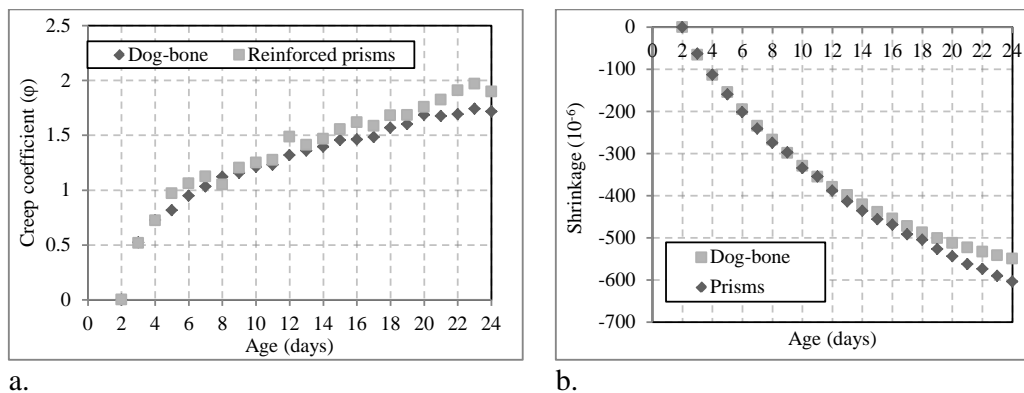 2.5
2
1.5
1
0.5
0
Creep coefficient (φ)
Dog-bone Reinforced prisms
0 2 4 6 8 10 12 14 16 18 20 22 24
Age (days)
a.
0
-100
-200
-300
-400
-500
-600
-700
Shrinkage (10⁻⁶)
0 2 4 6 8 10 12 14 16 18 20 22 24
Dog-bone
Prisms
Age (days)
b.